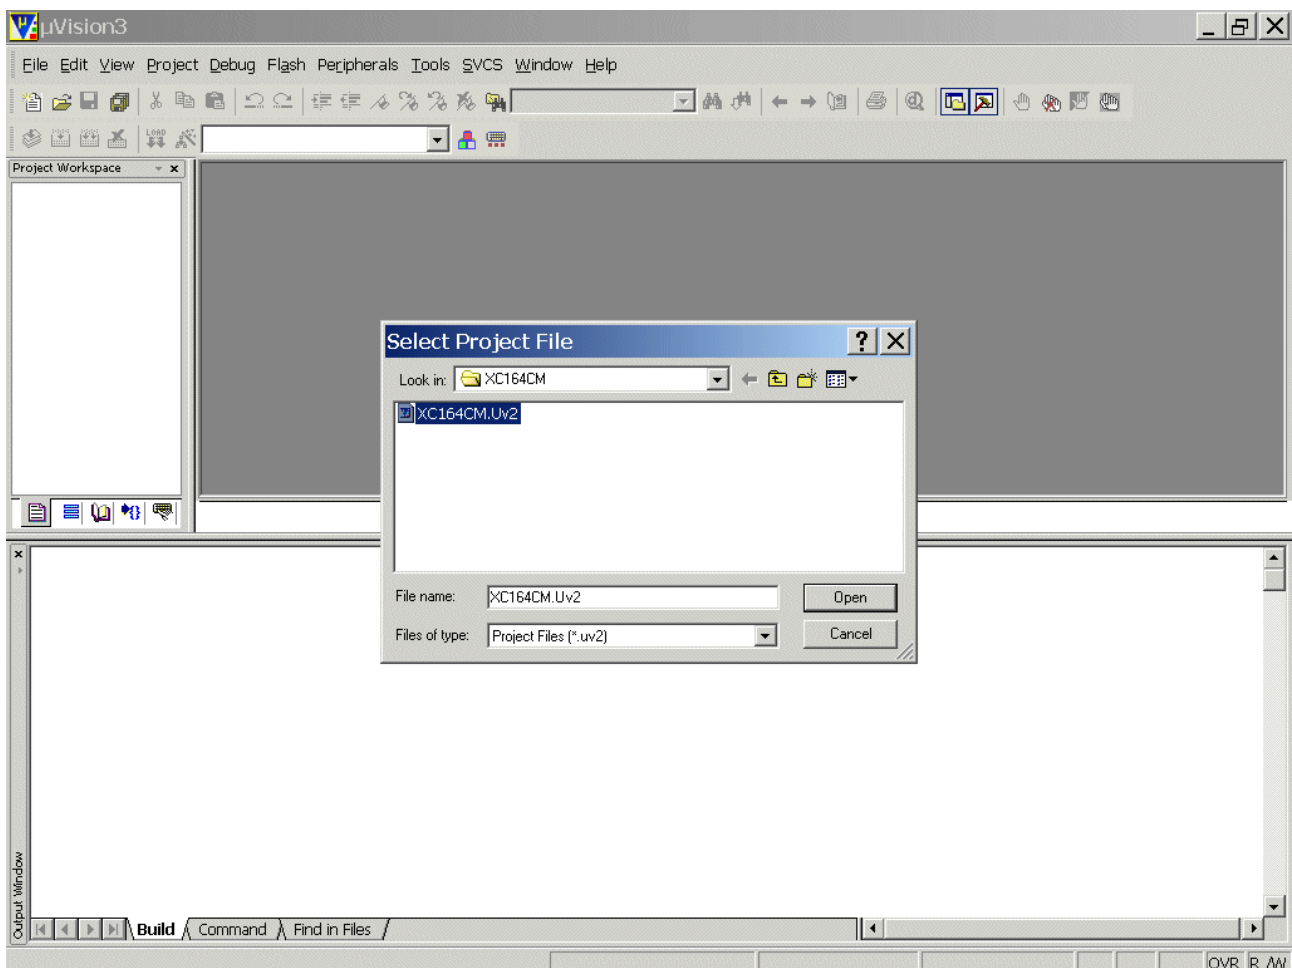 µVision3
File Edit View Project Debug Flash Peripherals Tools SVCS Window Help
LOAD
Project Workspace
Select Project File
Look in: XC164CM
XC164CM.Uv2
File name: XC164CM.Uv2
Open
Files of type: Project Files (*.uv2)
Cancel
Output Window
Build Command Find in Files
OVR R /W